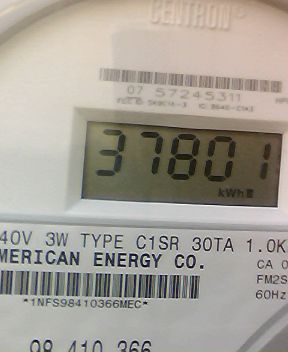 CENTRON®
07 57245311
37801
kWh
40V 3W TYPE C1SR 30TA 1.0K
MERICAN ENERGY CO.
CA 0
FM2S
60Hz
*1NFS98410366MEC*
98 410 366